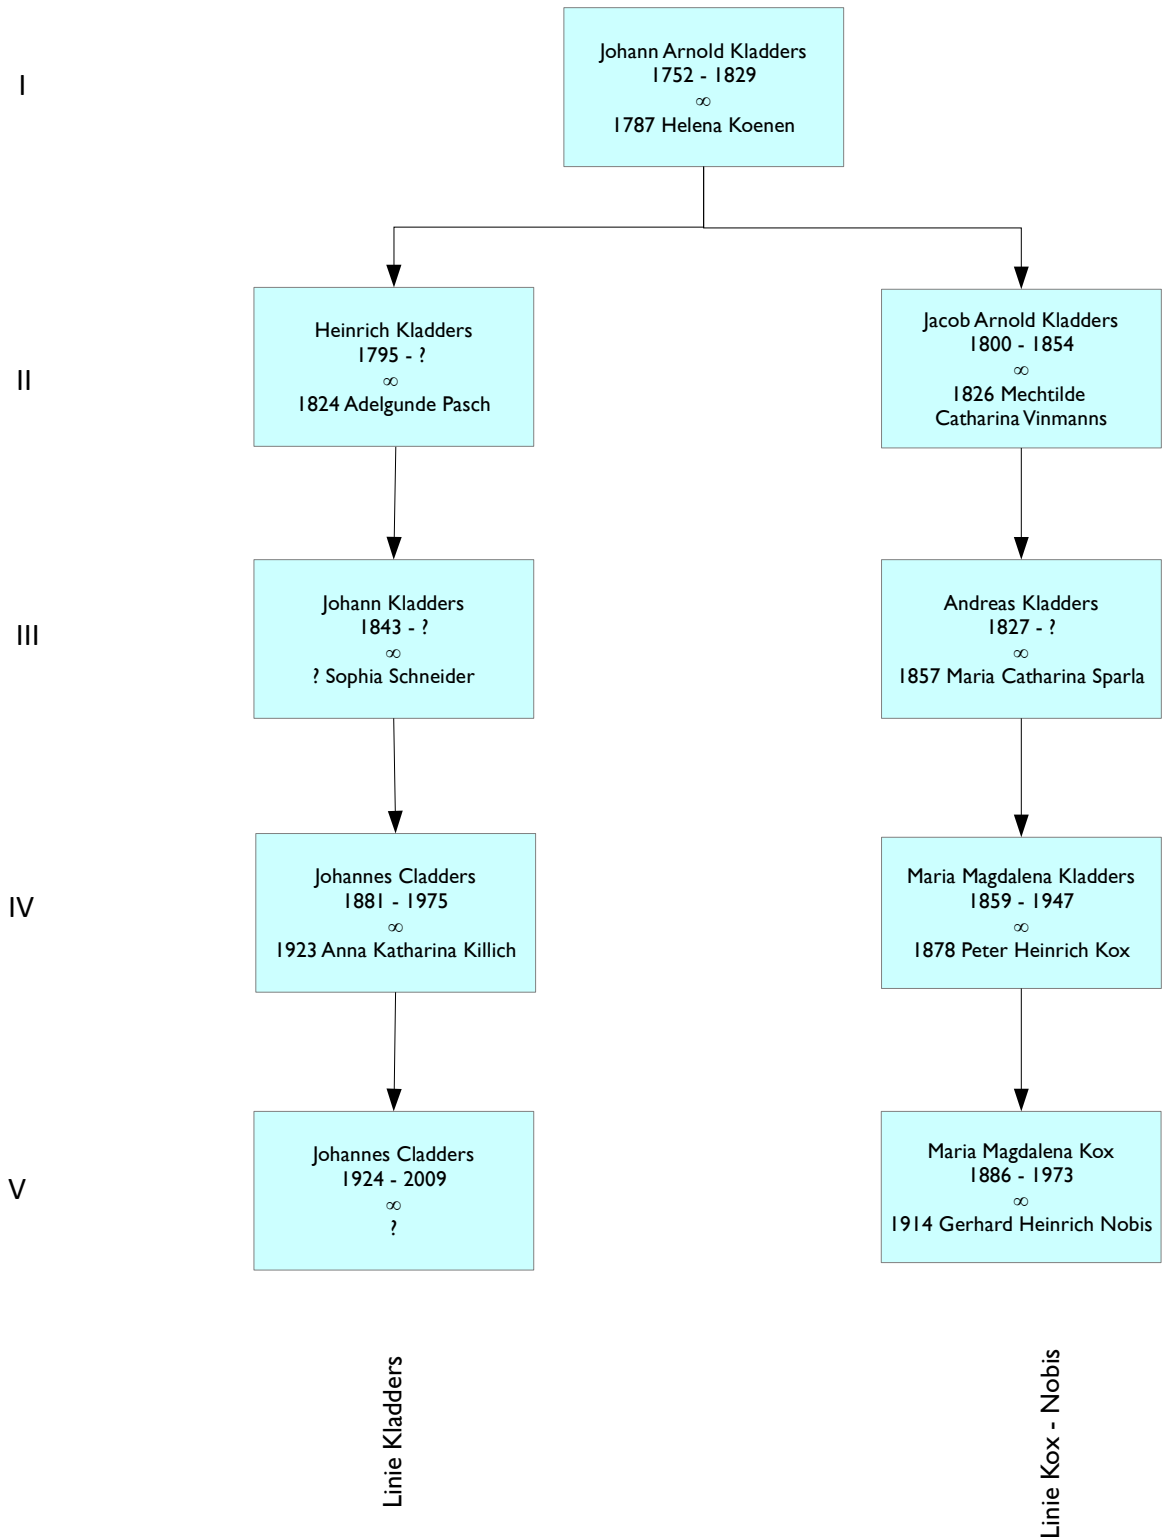 I
Johann Arnold Kladders
1752 - 1829
∞
1787 Helena Koenen
II
Heinrich Kladders
1795 - ?
∞
1824 Adelgunde Pasch
Jacob Arnold Kladders
1800 - 1854
∞
1826 Mechtilde
Catharina Vinmanns
III
Johann Kladders
1843 - ?
∞
? Sophia Schneider
Andreas Kladders
1827 - ?
∞
1857 Maria Catharina Sparla
IV
Johannes Cladders
1881 - 1975
∞
1923 Anna Katharina Killich
Maria Magdalena Kladders
1859 - 1947
∞
1878 Peter Heinrich Kox
V
Johannes Cladders
1924 - 2009
∞
?
Maria Magdalena Kox
1886 - 1973
∞
1914 Gerhard Heinrich Nobis
Linie Kladders
Linie Kox - Nobis